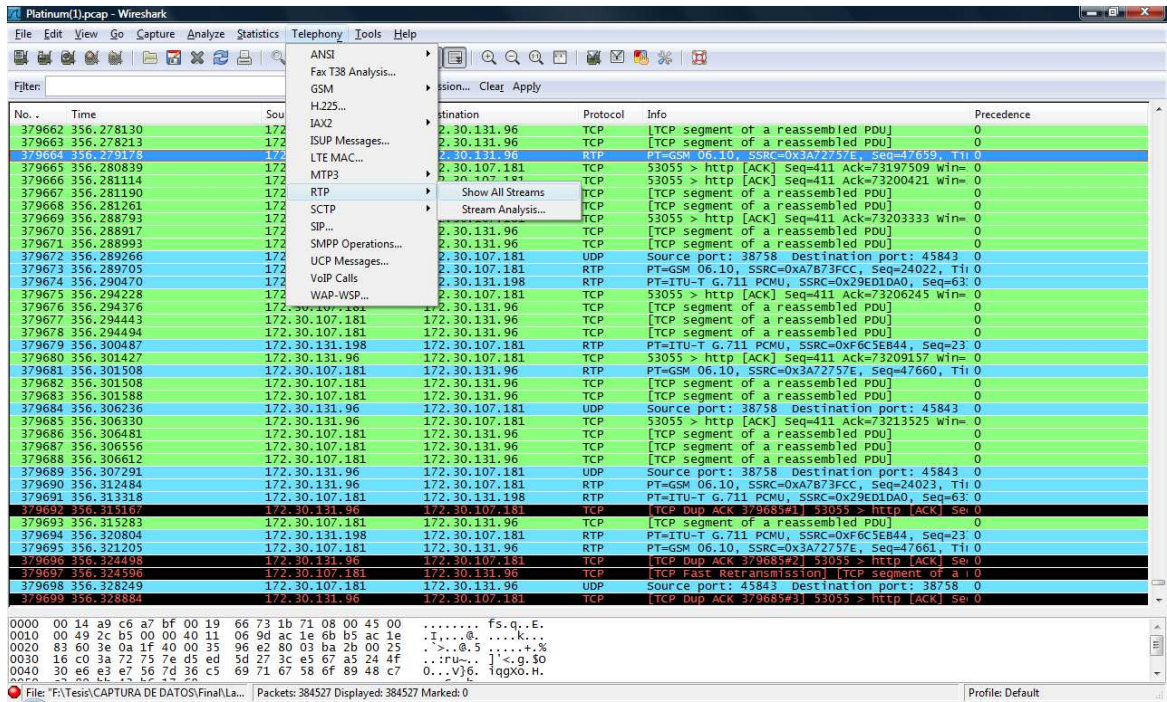 Platinum(1).pcap - Wireshark
File Edit View Go Capture Analyze Statistics Telephony Tools Help
ANSI
Fax T38 Analysis...
GSM
H.225...
IAX2
ISUP Messages...
LTE MAC...
MTP3
RTP
SCTP
SIP...
SMPP Operations...
UCP Messages...
VoIP Calls
WAP-WSP...
Show All Streams
Stream Analysis...
Filter: Clear Apply
No. . Time Protocol Info Precedence
379662 356.278130 172 2.30.131.96 TCP [TCP segment of a reassembled PDU] 0
379663 356.278213 172 2.30.131.96 TCP [TCP segment of a reassembled PDU] 0
379664 356.279178 172 2.30.131.96 RTP PT=GSM 06.10, SSRC=0x3A72757E, Seq=47659, 0
379665 356.280839 172 2.30.107.181 TCP 53055 > http [ACK] Seq=411 Ack=73197509 Win= 0
379666 356.281114 172 TCP 53055 > http [ACK] Seq=411 Ack=73200421 Win= 0
379667 356.281190 172 TCP [TCP segment of a reassembled PDU] 0
379668 356.281261 172 TCP [TCP segment of a reassembled PDU] 0
379669 356.288793 172 TCP 53055 > http [ACK] Seq=411 Ack=73203333 Win= 0
379670 356.288917 172 2.30.131.96 TCP [TCP segment of a reassembled PDU] 0
379671 356.288993 172 2.30.131.96 TCP [TCP segment of a reassembled PDU] 0
379672 356.289266 172 2.30.107.181 UDP Source port: 38758 Destination port: 45843 0
379673 356.289705 172 2.30.107.181 RTP PT=GSM 06.10, SSRC=0xA7B73FCC, Seq=24022, 0
379674 356.290470 172 2.30.131.198 RTP PT=ITU-T G.711 PCMU, SSRC=0x29ED1DA0, Seq=63 0
379675 356.294228 172 2.30.107.181 TCP 53055 > http [ACK] Seq=411 Ack=73206245 Win= 0
379676 356.294376 172.30.107.181 172.30.131.96 TCP [TCP segment of a reassembled PDU] 0
379677 356.294443 172.30.107.181 172.30.131.96 TCP [TCP segment of a reassembled PDU] 0
379678 356.294494 172.30.107.181 172.30.131.96 TCP [TCP segment of a reassembled PDU] 0
379679 356.300487 172.30.131.198 172.30.107.181 RTP PT=ITU-T G.711 PCMU, SSRC=0xF6C5EB44, Seq=23 0
379680 356.301427 172.30.131.96 172.30.107.181 TCP 53055 > http [ACK] Seq=411 Ack=73209157 Win= 0
379681 356.301508 172.30.107.181 172.30.131.96 RTP PT=GSM 06.10, SSRC=0x3A72757E, Seq=47660, 0
379682 356.301508 172.30.107.181 172.30.131.96 TCP [TCP segment of a reassembled PDU] 0
379683 356.301588 172.30.107.181 172.30.131.96 TCP [TCP segment of a reassembled PDU] 0
379684 356.306236 172.30.131.96 172.30.107.181 UDP Source port: 38758 Destination port: 45843 0
379685 356.306330 172.30.131.96 172.30.107.181 TCP 53055 > http [ACK] Seq=411 Ack=73213525 Win= 0
379686 356.306481 172.30.107.181 172.30.131.96 TCP [TCP segment of a reassembled PDU] 0
379687 356.306556 172.30.107.181 172.30.131.96 TCP [TCP segment of a reassembled PDU] 0
379688 356.306612 172.30.107.181 172.30.131.96 TCP [TCP segment of a reassembled PDU] 0
379689 356.307291 172.30.131.96 172.30.107.181 UDP Source port: 38758 Destination port: 45843 0
379690 356.312484 172.30.131.96 172.30.107.181 RTP PT=GSM 06.10, SSRC=0xA7B73FCC, Seq=24023, 0
379691 356.313318 172.30.107.181 172.30.131.198 RTP PT=ITU-T G.711 PCMU, SSRC=0x29ED1DA0, Seq=63 0
379692 356.315167 172.30.131.96 172.30.107.181 TCP [TCP Dup ACK 379685#1] 53055 > http [ACK] Se 0
379693 356.315283 172.30.107.181 172.30.131.96 TCP [TCP segment of a reassembled PDU] 0
379694 356.320804 172.30.131.198 172.30.107.181 RTP PT=ITU-T G.711 PCMU, SSRC=0xF6C5EB44, Seq=23 0
379695 356.321205 172.30.107.181 172.30.131.96 RTP PT=GSM 06.10, SSRC=0x3A72757E, Seq=47661, 0
379696 356.324498 172.30.131.96 172.30.107.181 TCP [TCP Dup ACK 379685#2] 53055 > http [ACK] Se 0
379697 356.324596 172.30.107.181 172.30.131.96 TCP [TCP Fast Retransmission] [TCP segment of a 0
379698 356.328249 172.30.107.181 172.30.131.96 UDP Source port: 45843 Destination port: 38758 0
379699 356.328884 172.30.131.96 172.30.107.181 TCP [TCP Dup ACK 379685#3] 53055 > http [ACK] Se 0
0000 00 14 a9 c6 a7 bf 00 19 66 73 1b 71 08 00 45 00 ........ fs.q..E.
0010 00 49 2c b5 00 00 40 11 06 9d ac 1e 6b b5 ac 1e .I,...@. ....k...
0020 83 60 3e 0a 1f 40 00 35 96 e2 80 03 ba 2b 00 25 .`>..@.5 .....+.%
0030 16 c0 3a 72 75 7e d5 ed 5d 27 3c e5 67 a5 24 4f ..:ru~.. ]'<.g.$O
0040 30 e6 e3 e7 56 7d 36 c5 69 71 67 58 6f 89 48 c7 0...V}6. iqgXo.H.
File: "F:\Tesis\CAPTURA DE DATOS\Final\La... Packets: 384527 Displayed: 384527 Marked: 0 Profile: Default